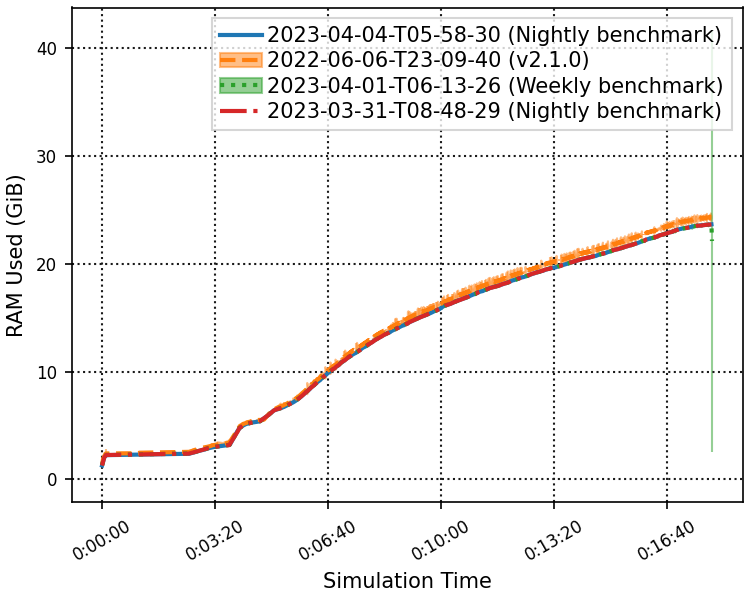 2023-04-04-T05-58-30 (Nightly benchmark)
2022-06-06-T23-09-40 (v2.1.0)
2023-04-01-T06-13-26 (Weekly benchmark)
2023-03-31-T08-48-29 (Nightly benchmark)
RAM Used (GiB)
40
30
20
10
0
0:00:00
0:03:20
0:06:40
0:10:00
0:13:20
0:16:40
Simulation Time